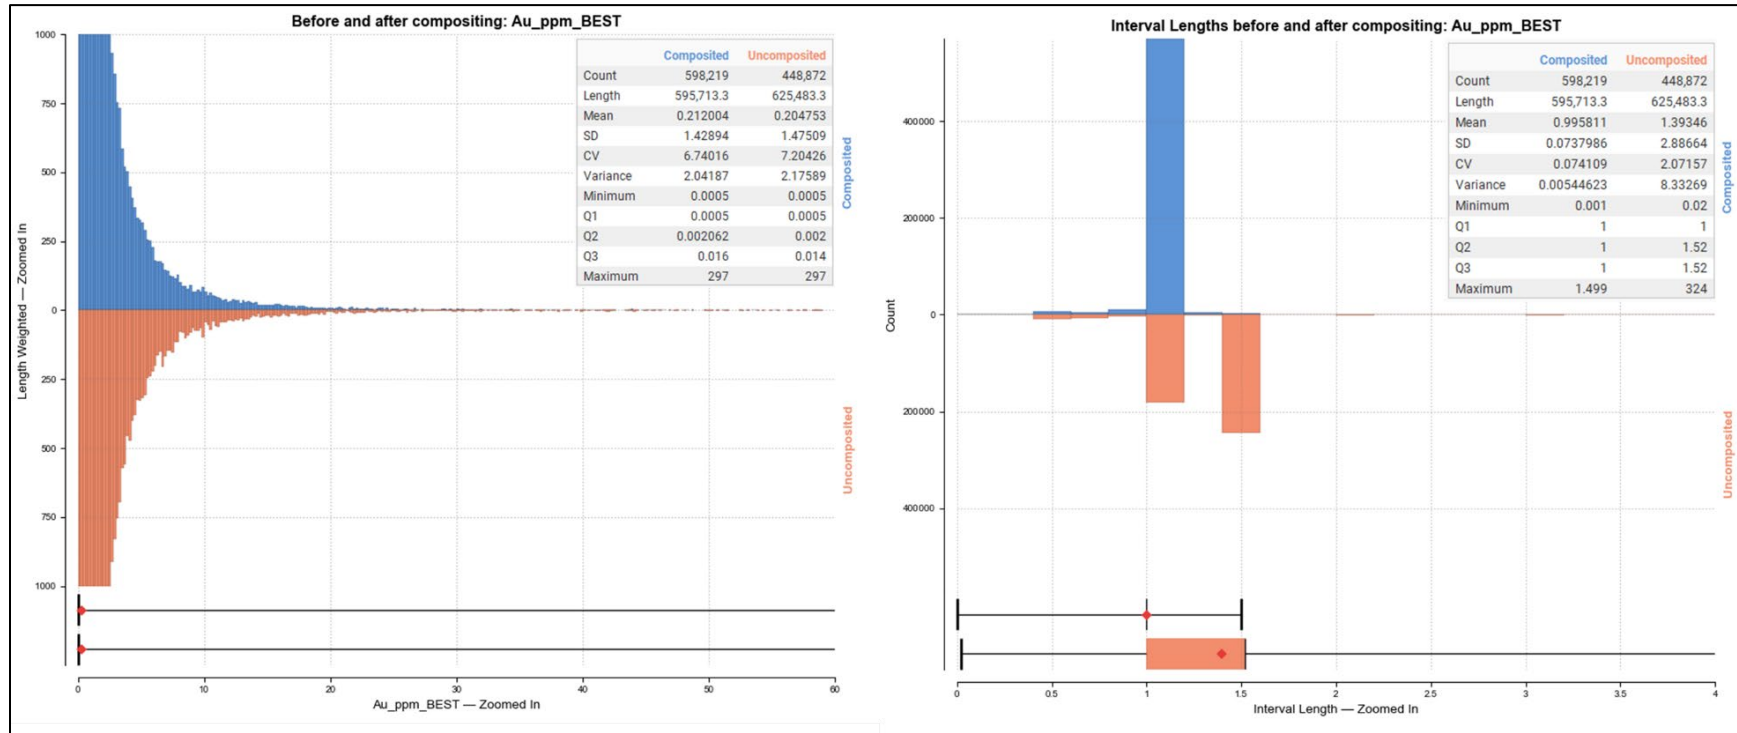 Before and after compositing: Au_ppm_BEST
1000
750
500
250
0
250
500
750
1000
Length Weighted — Zoomed In
Composited Uncomposited
Count 598,219 448,872
Length 595,713.3 625,483.3
Mean 0.212004 0.204753
SD 1.42894 1.47509
CV 6.74016 7.20426
Variance 2.04187 2.17589
Minimum 0.0005 0.0005
Q1 0.0005 0.0005
Q2 0.002062 0.002
Q3 0.016 0.014
Maximum 297 297
Composited
Uncomposited
0 10 20 30 40 50 60
Au_ppm_BEST — Zoomed In
Interval Lengths before and after compositing: Au_ppm_BEST
400000
200000
0
200000
400000
Count
Composited Uncomposited
Count 598,219 448,872
Length 595,713.3 625,483.3
Mean 0.995811 1.39346
SD 0.0737986 2.88664
CV 0.074109 2.07157
Variance 0.00544623 8.33269
Minimum 0.001 0.02
Q1 1 1
Q2 1 1.52
Q3 1 1.52
Maximum 1.499 324
Composited
Uncomposited
0 0.5 1 1.5 2 2.5 3 3.5 4
Interval Length — Zoomed In